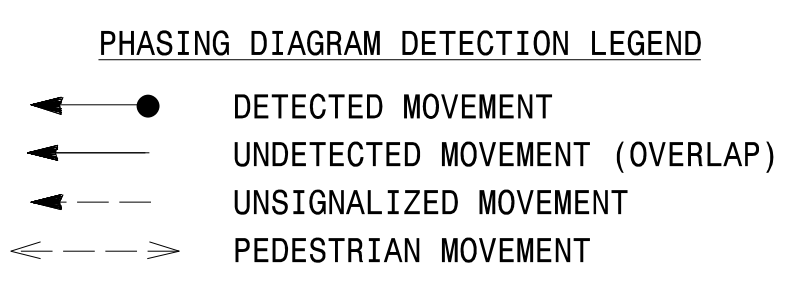 PHASING DIAGRAM DETECTION LEGEND
DETECTED MOVEMENT
UNDETECTED MOVEMENT (OVERLAP)
UNSIGNALIZED MOVEMENT
PEDESTRIAN MOVEMENT